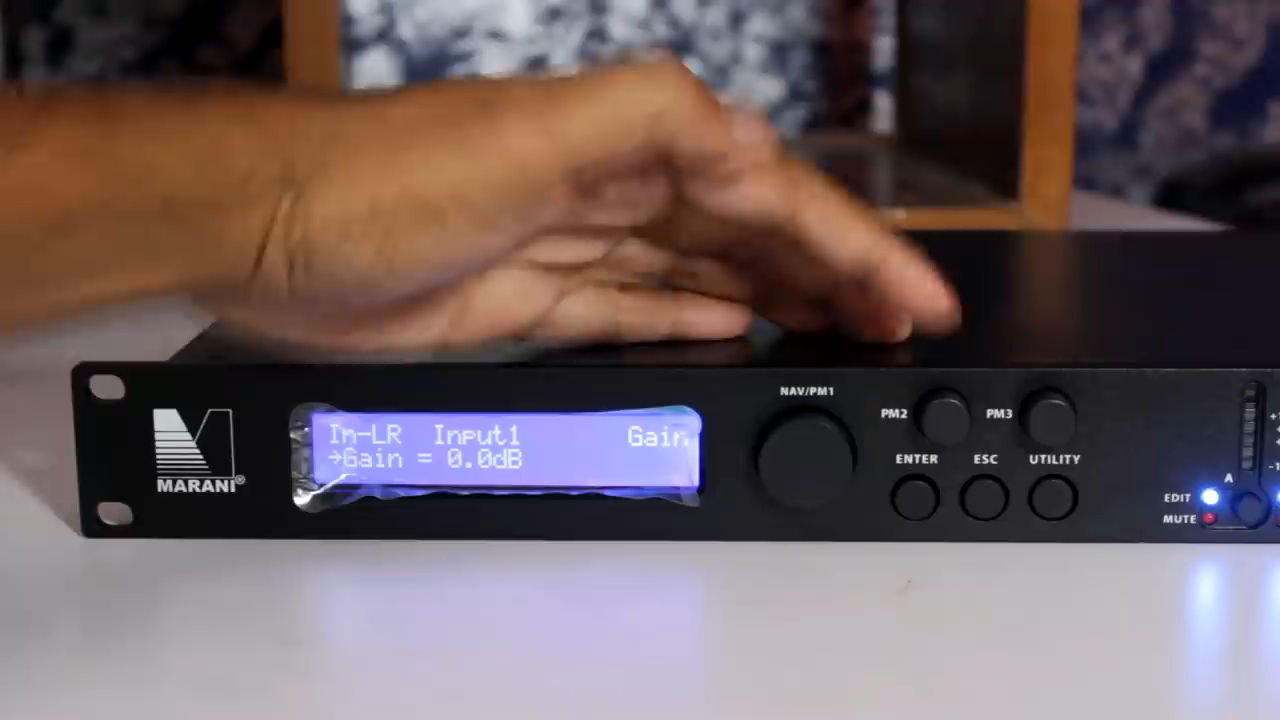 MARANI®
In-LR Input1 Gain
→Gain = 0.0dB
NAV/PM1
PM2
PM3
ENTER
ESC
UTILITY
A
EDIT
MUTE